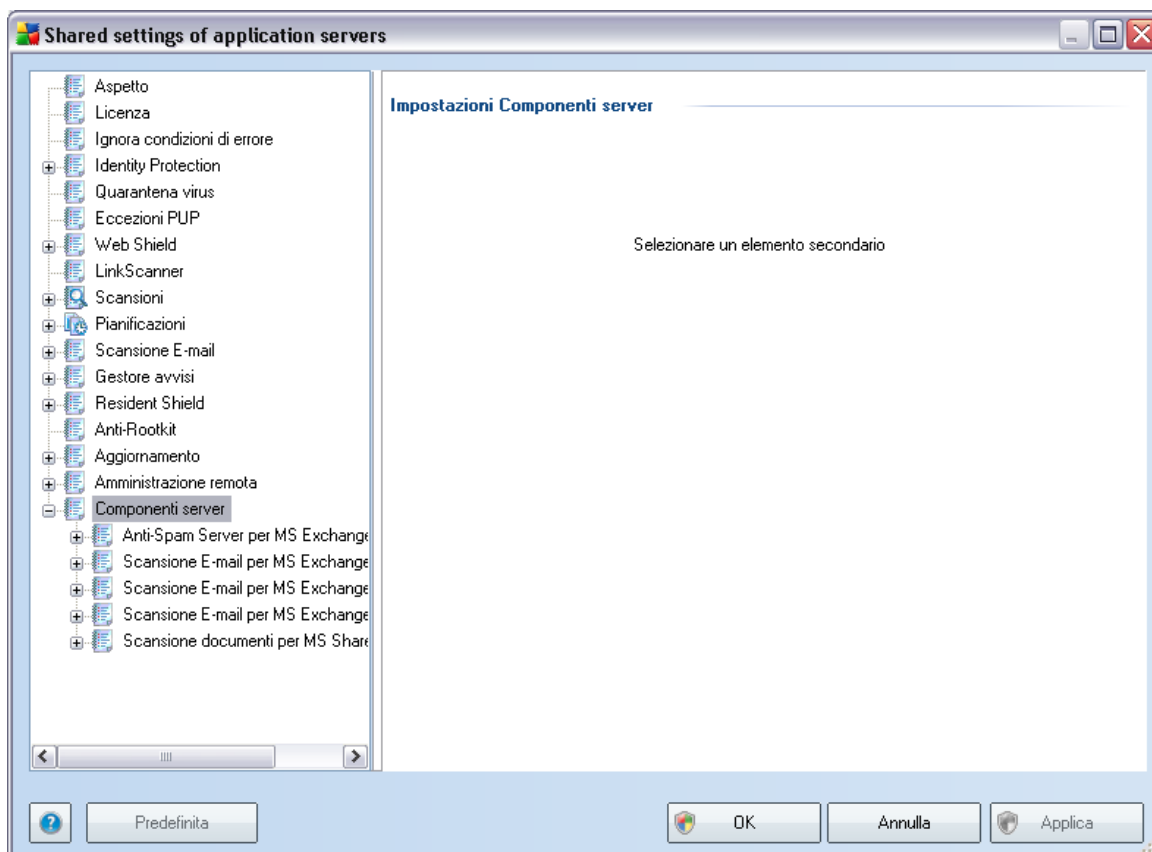 Shared settings of application servers
Aspetto
Licenza
Ignora condizioni di errore
Identity Protection
Quarantena virus
Eccezioni PUP
Web Shield
LinkScanner
Scansioni
Pianificazioni
Scansione E-mail
Gestore avvisi
Resident Shield
Anti-Rootkit
Aggiornamento
Amministrazione remota
Componenti server
Anti-Spam Server per MS Exchange
Scansione E-mail per MS Exchange
Scansione E-mail per MS Exchange
Scansione E-mail per MS Exchange
Scansione documenti per MS Share
Impostazioni Componenti server
Selezionare un elemento secondario
Predefinita
OK
Annulla
Applica